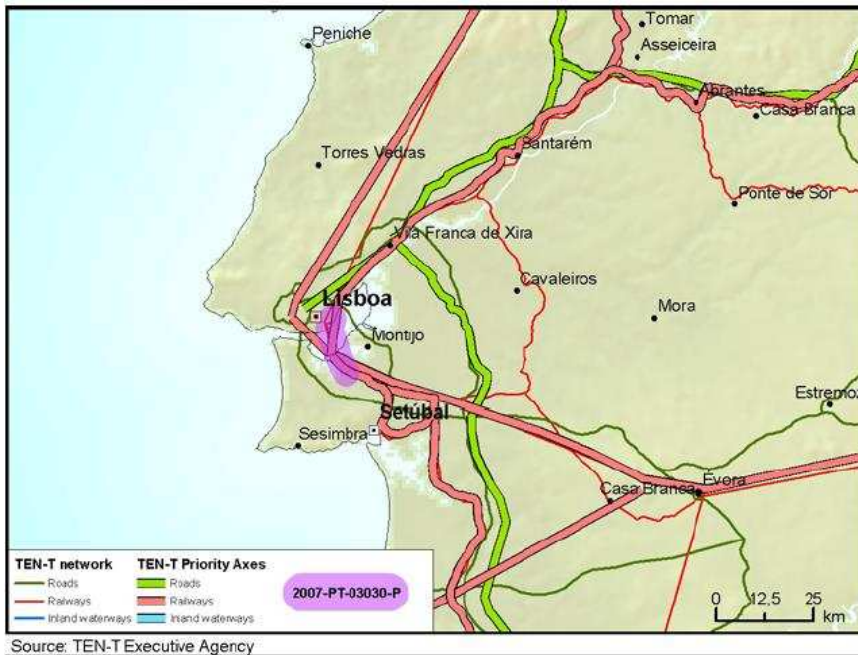 Tomar
Peniche
Asseiceira
Abrantes
Casa Branca
Santarém
Torres Vedras
Ponte de Sor
Vila Franca de Xira
Cavaleiros
Lisboa
Mora
Montijo
Estremoz
Setúbal
Sesimbra
Casa Branca
Évora
TEN-T network
Roads
Railways
Inland waterways
TEN-T Priority Axes
Roads
Railways
Inland waterways
2007-PT-03030-P
0 12,5 25
km
Source: TEN-T Executive Agency